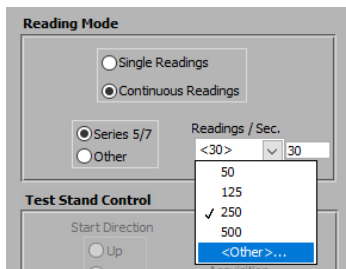 Reading Mode
Single Readings
Continuous Readings
Series 5/7
Other
Readings / Sec.
<30> 30
50
125
✓ 250
500
<Other>...
Test Stand Control
Start Direction
Up